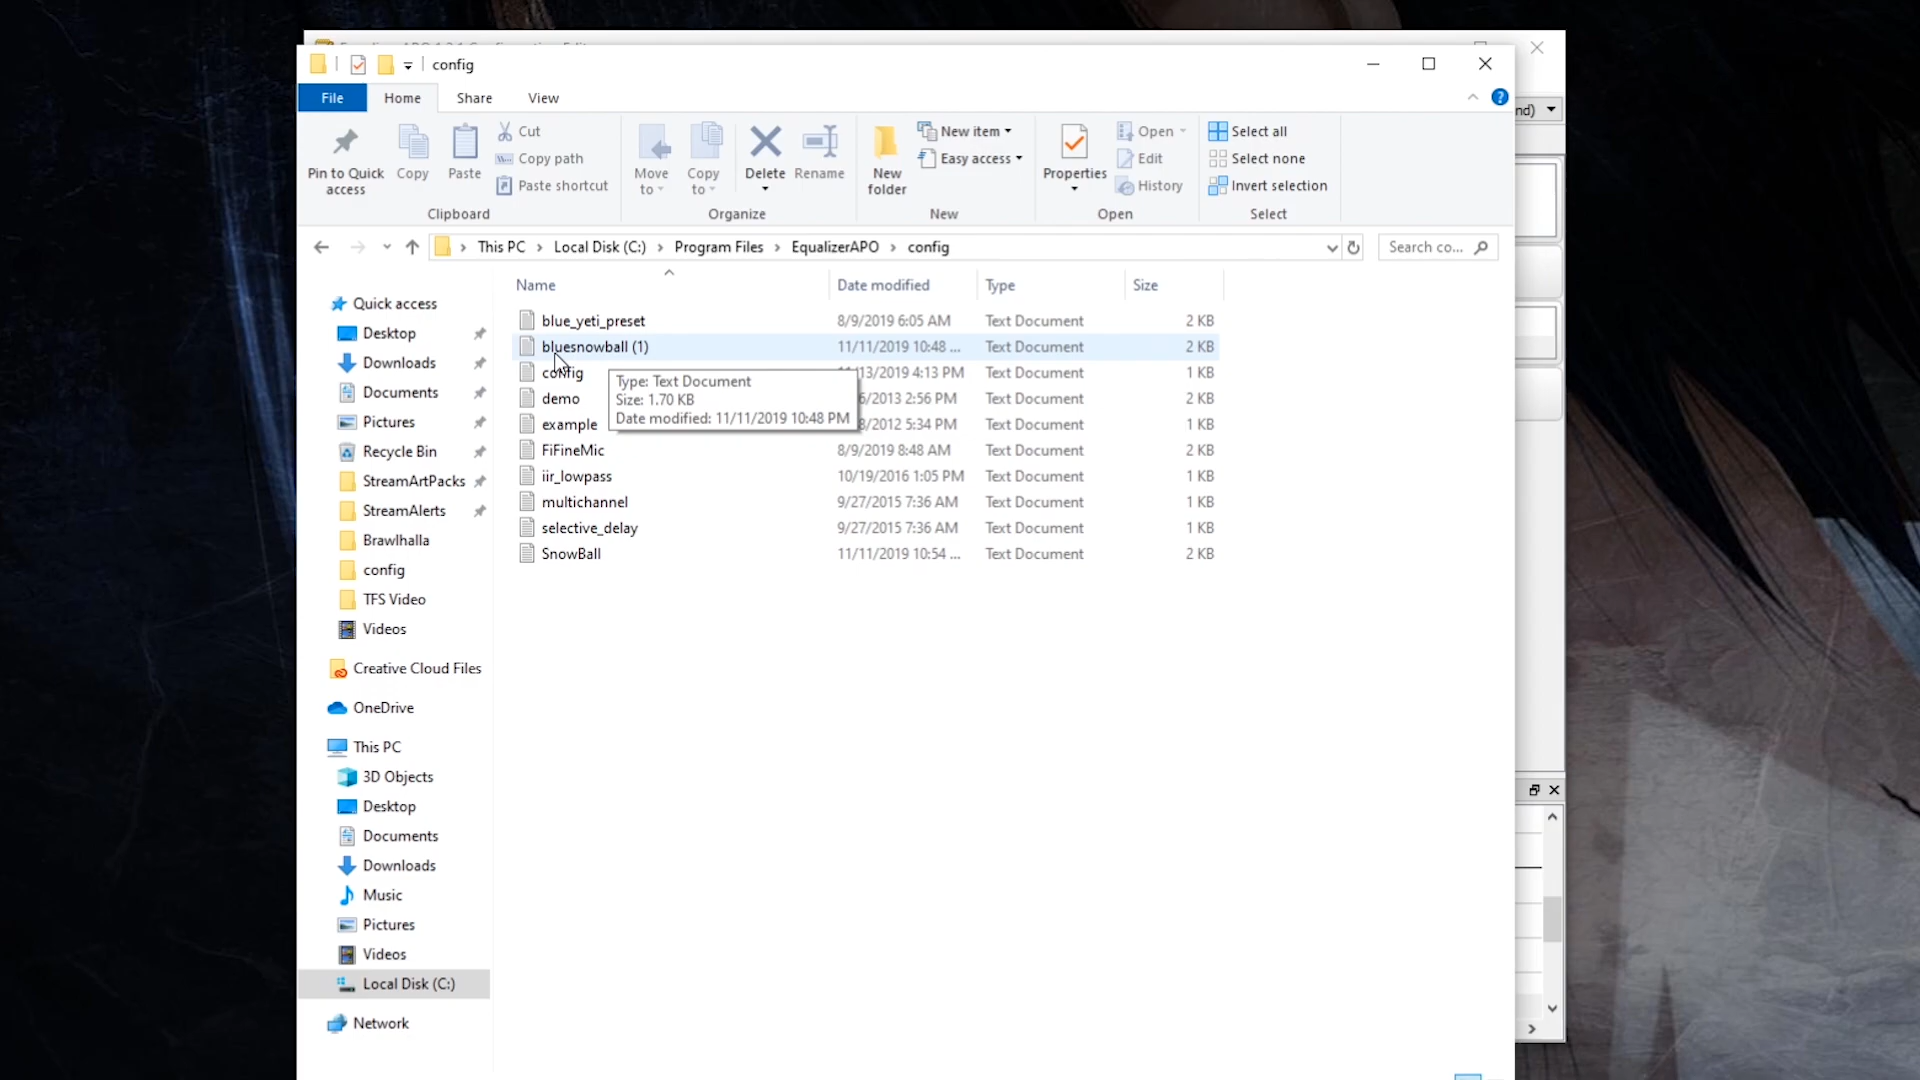 config
File Home Share View
nd)
Pin to Quick access
Copy
Paste
Cut
Copy path
Paste shortcut
Clipboard
Move to
Copy to
Delete
Rename
Organize
New folder
New item
Easy access
New
Properties
Open
Edit
History
Open
Select all
Select none
Invert selection
Select
This PC > Local Disk (C:) > Program Files > EqualizerAPO > config
Search co...
Name Date modified Type Size
blue_yeti_preset 8/9/2019 6:05 AM Text Document 2 KB
bluesnowball (1) 11/11/2019 10:48 ... Text Document 2 KB
config 13/2019 4:13 PM Text Document 1 KB
demo 6/2013 2:56 PM Text Document 2 KB
example 8/2012 5:34 PM Text Document 1 KB
FiFineMic 8/9/2019 8:48 AM Text Document 2 KB
iir_lowpass 10/19/2016 1:05 PM Text Document 1 KB
multichannel 9/27/2015 7:36 AM Text Document 1 KB
selective_delay 9/27/2015 7:36 AM Text Document 1 KB
SnowBall 11/11/2019 10:54 ... Text Document 2 KB
Type: Text Document
Size: 1.70 KB
Date modified: 11/11/2019 10:48 PM
Quick access
Desktop
Downloads
Documents
Pictures
Recycle Bin
StreamArtPacks
StreamAlerts
Brawlhalla
config
TFS Video
Videos
Creative Cloud Files
OneDrive
This PC
3D Objects
Desktop
Documents
Downloads
Music
Pictures
Videos
Local Disk (C:)
Network